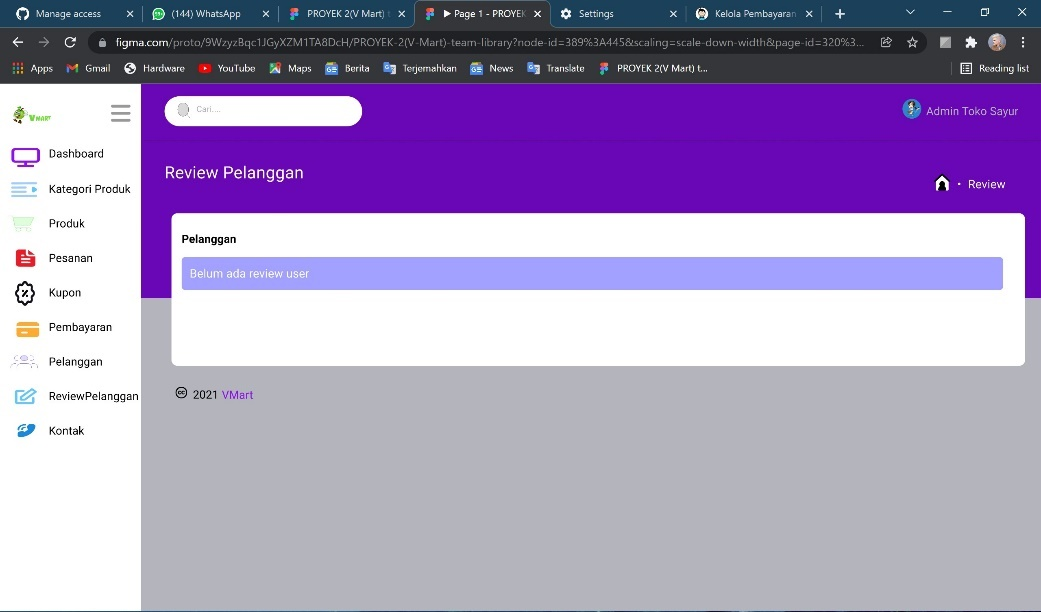 Manage access
(144) WhatsApp
PROYEK 2(V Mart) t
Page 1 - PROYEK
Settings
Kelola Pembayaran
figma.com/proto/9WzyzBqc1JGyXZM1TA8DcH/PROYEK-2(V-Mart)-team-library?node-id=389%3A445&scaling=scale-down-width&page-id=320%3...
Apps
Gmail
Hardware
YouTube
Maps
Berita
Terjemahkan
News
Translate
PROYEK 2(V Mart) t...
Reading list
VMART
Cari....
Admin Toko Sayur
Dashboard
Kategori Produk
Produk
Pesanan
Kupon
Pembayaran
Pelanggan
ReviewPelanggan
Kontak
Review Pelanggan
• Review
Pelanggan
Belum ada review user
2021 VMart